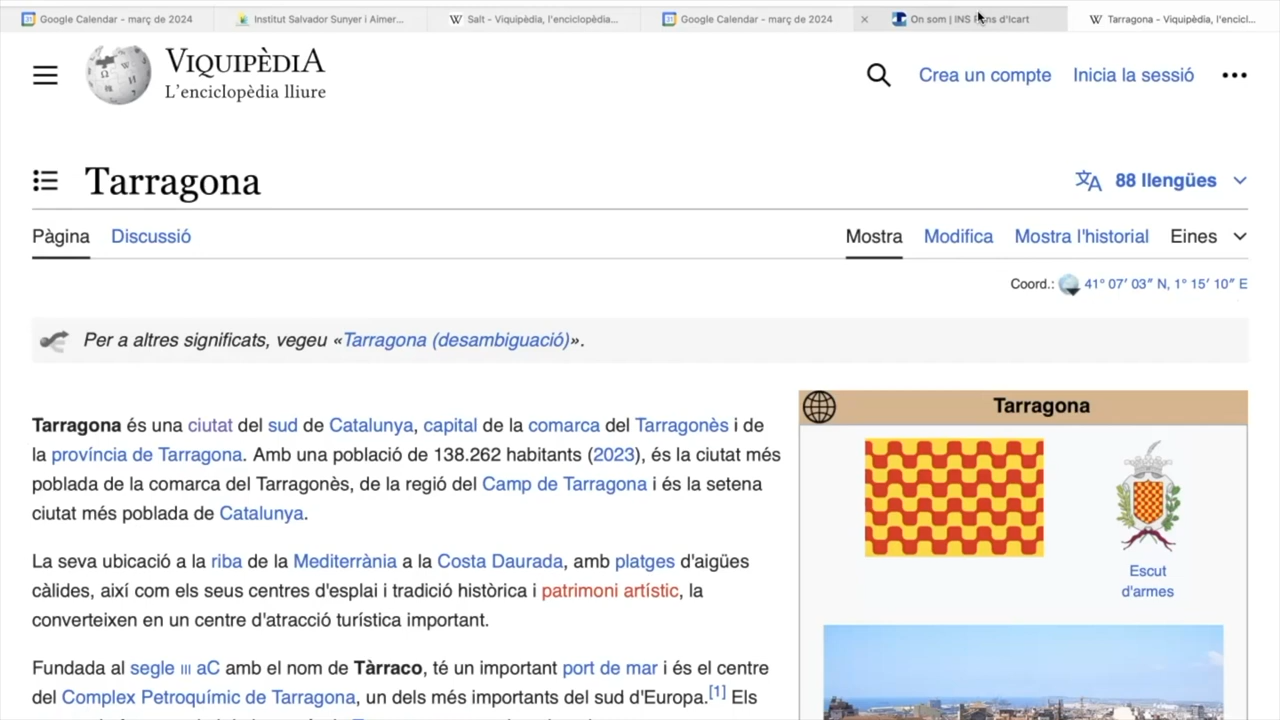 Google Calendar - març de 2024
Institut Salvador Sunyer i Aimer...
Salt - Viquipèdia, l'enciclopèdia...
Google Calendar - març de 2024
On som | INS ns d'Icart
Tarragona - Viquipèdia, l'encicl...
VIQUIPÈDIA
L'enciclopèdia lliure
Crea un compte
Inicia la sessió
Tarragona
88 llengües
Pàgina
Discussió
Mostra
Modifica
Mostra l'historial
Eines
Coord.: 41° 07′ 03″ N, 1° 15′ 10″ E
Per a altres significats, vegeu «Tarragona (desambiguació)».
Tarragona és una ciutat del sud de Catalunya, capital de la comarca del Tarragonès i de
la província de Tarragona. Amb una població de 138.262 habitants (2023), és la ciutat més
poblada de la comarca del Tarragonès, de la regió del Camp de Tarragona i és la setena
ciutat més poblada de Catalunya.
La seva ubicació a la riba de la Mediterrània a la Costa Daurada, amb platges d'aigües
càlides, així com els seus centres d'esplai i tradició històrica i patrimoni artístic, la
converteixen en un centre d'atracció turística important.
Fundada al segle III aC amb el nom de Tàrraco, té un important port de mar i és el centre
del Complex Petroquímic de Tarragona, un dels més importants del sud d'Europa.[1] Els
Tarragona
Escut
d'armes